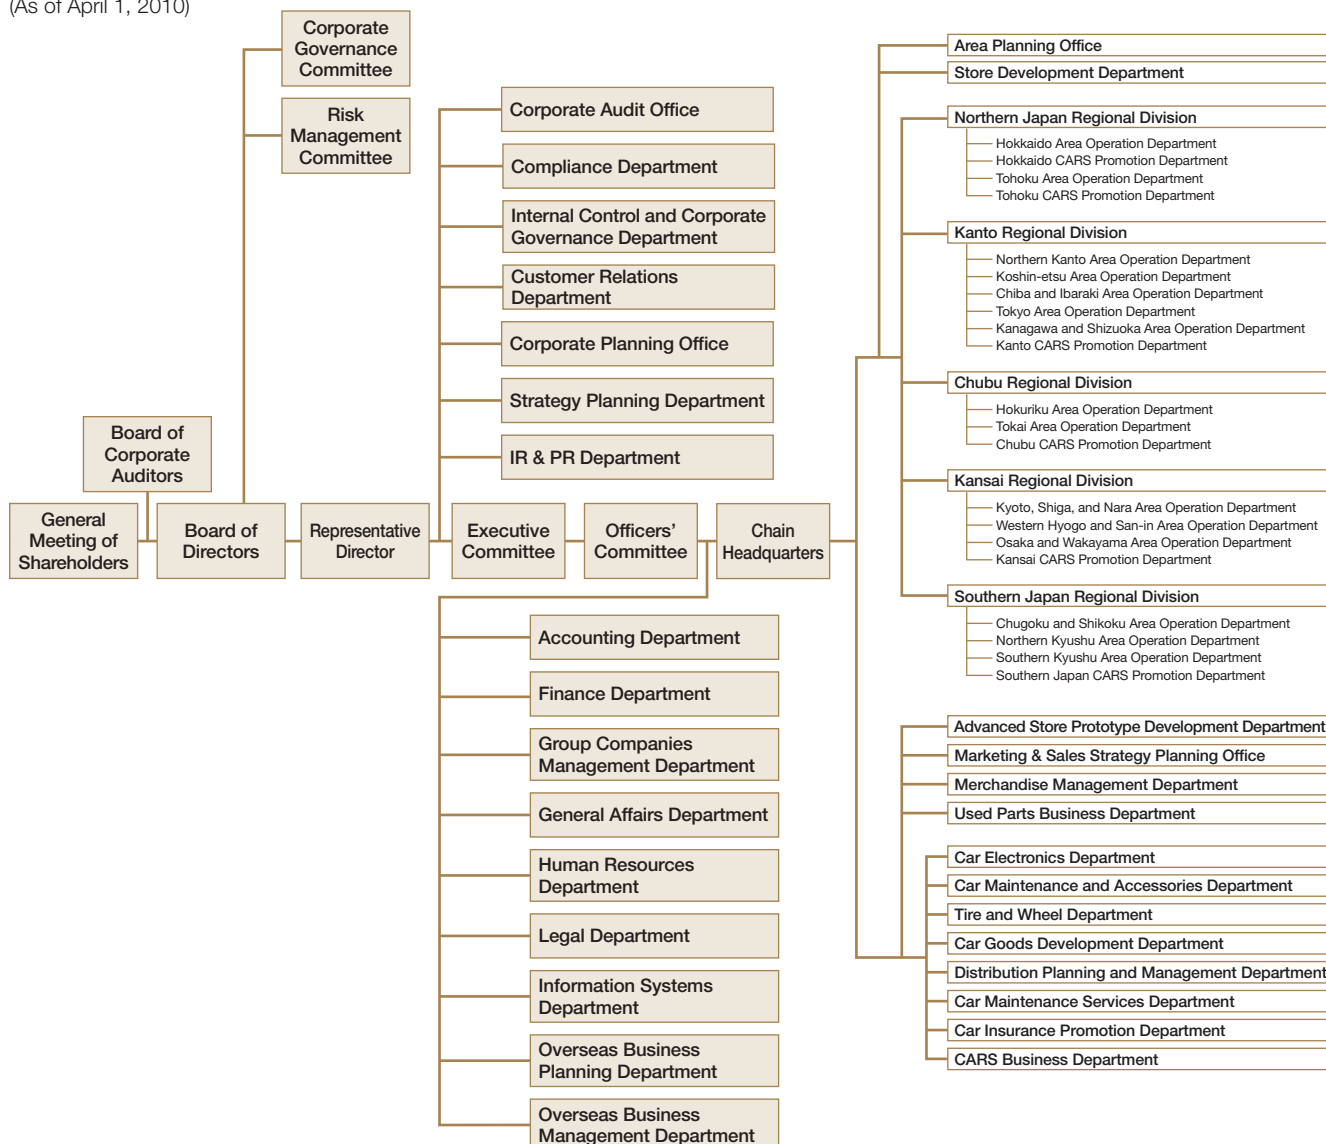 (As of April 1, 2010)
Corporate
Governance
Committee
Risk
Management
Committee
Corporate Audit Office
Compliance Department
Internal Control and Corporate
Governance Department
Customer Relations
Department
Corporate Planning Office
Strategy Planning Department
IR & PR Department
Board of
Corporate
Auditors
General
Meeting of
Shareholders
Board of
Directors
Representative
Director
Executive
Committee
Officers’
Committee
Chain
Headquarters
Accounting Department
Finance Department
Group Companies
Management Department
General Affairs Department
Human Resources
Department
Legal Department
Information Systems
Department
Overseas Business
Planning Department
Overseas Business
Management Department
Area Planning Office
Store Development Department
Northern Japan Regional Division
Hokkaido Area Operation Department
Hokkaido CARS Promotion Department
Tohoku Area Operation Department
Tohoku CARS Promotion Department
Kanto Regional Division
Northern Kanto Area Operation Department
Koshin-etsu Area Operation Department
Chiba and Ibaraki Area Operation Department
Tokyo Area Operation Department
Kanagawa and Shizuoka Area Operation Department
Kanto CARS Promotion Department
Chubu Regional Division
Hokuriku Area Operation Department
Tokai Area Operation Department
Chubu CARS Promotion Department
Kansai Regional Division
Kyoto, Shiga, and Nara Area Operation Department
Western Hyogo and San-in Area Operation Department
Osaka and Wakayama Area Operation Department
Kansai CARS Promotion Department
Southern Japan Regional Division
Chugoku and Shikoku Area Operation Department
Northern Kyushu Area Operation Department
Southern Kyushu Area Operation Department
Southern Japan CARS Promotion Department
Advanced Store Prototype Development Department
Marketing & Sales Strategy Planning Office
Merchandise Management Department
Used Parts Business Department
Car Electronics Department
Car Maintenance and Accessories Department
Tire and Wheel Department
Car Goods Development Department
Distribution Planning and Management Department
Car Maintenance Services Department
Car Insurance Promotion Department
CARS Business Department